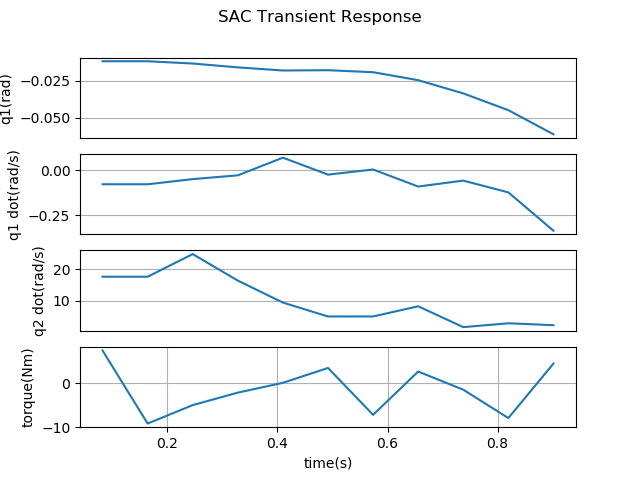 SAC Transient Response
q1(rad)
−0.025
−0.050
q1 dot(rad/s)
0.00
−0.25
q2 dot(rad/s)
20
10
torque(Nm)
0
−10
0.2 0.4 0.6 0.8
time(s)